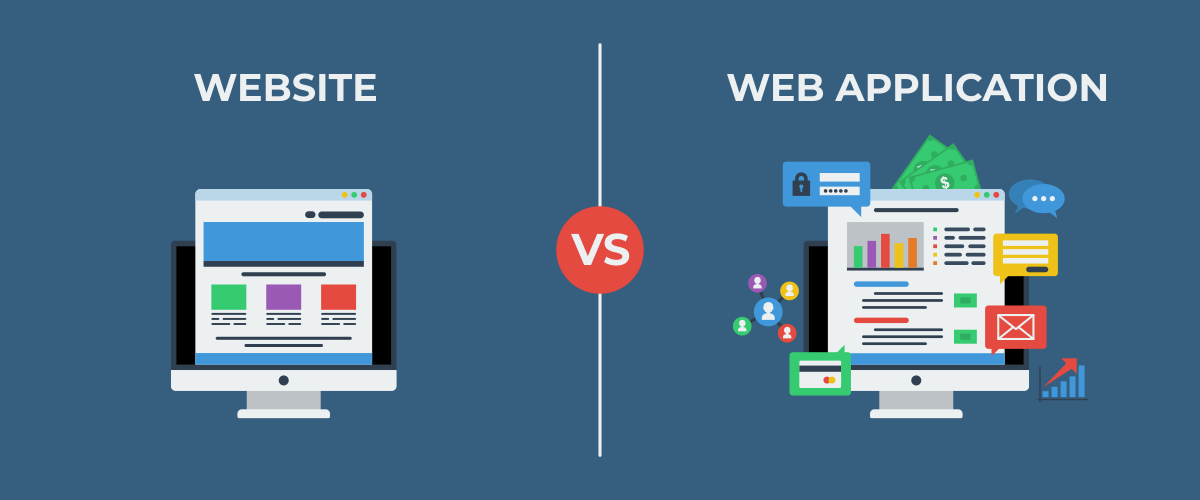 WEBSITE
VS
WEB APPLICATION
$